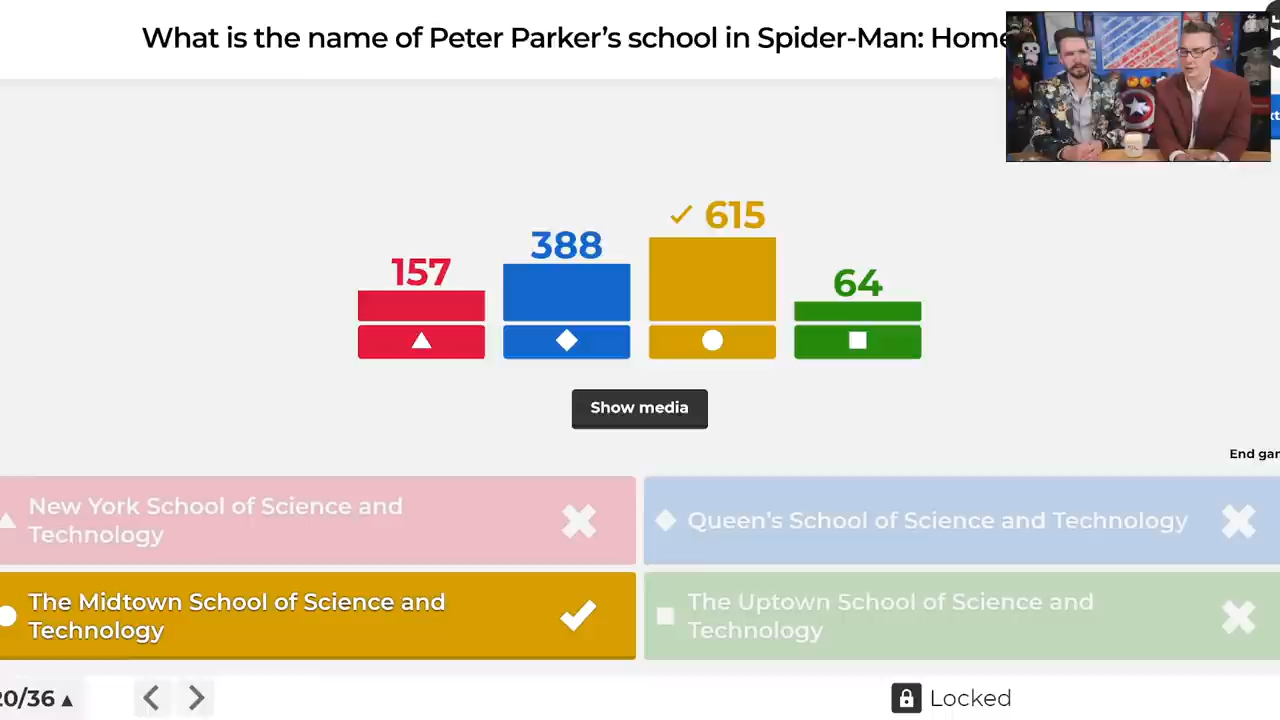 What is the name of Peter Parker’s school in Spider-Man: Home
157
388
615
64
Show media
End gam
New York School of Science and
Technology
Queen’s School of Science and Technology
The Midtown School of Science and
Technology
The Uptown School of Science and
Technology
20/36
Locked